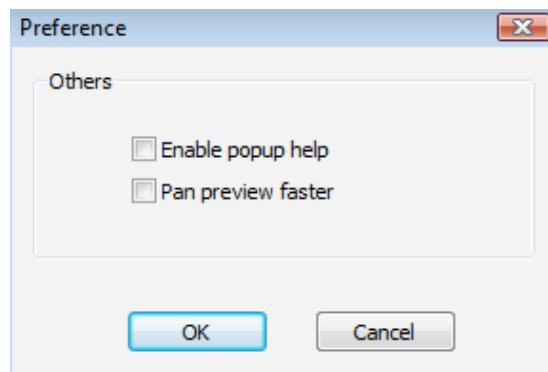 Preference
Others
Enable popup help
Pan preview faster
OK
Cancel